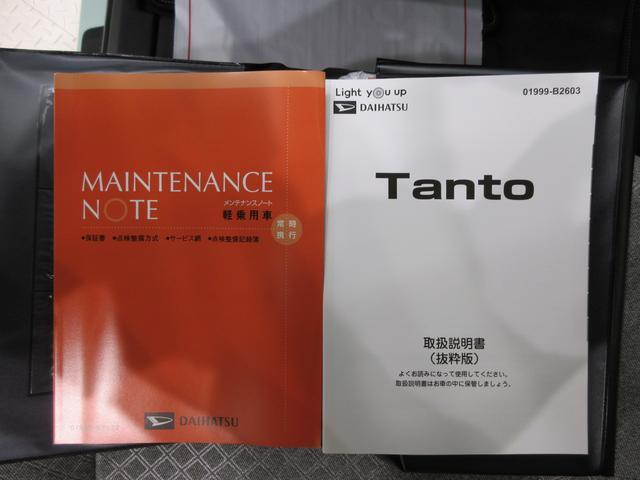 MAINTENANCE
NOTE
メンテナンスノート
軽乗用車
常時
携行
●保証書 ●点検整備方式 ●サービス網 ●点検整備記録簿
DAIHATSU
Light you up
DAIHATSU
01999-B2603
Tanto
取扱説明書
(抜粋版)
よくお読みになって使用してください。
取扱説明書はお車の中に保管しましょう。